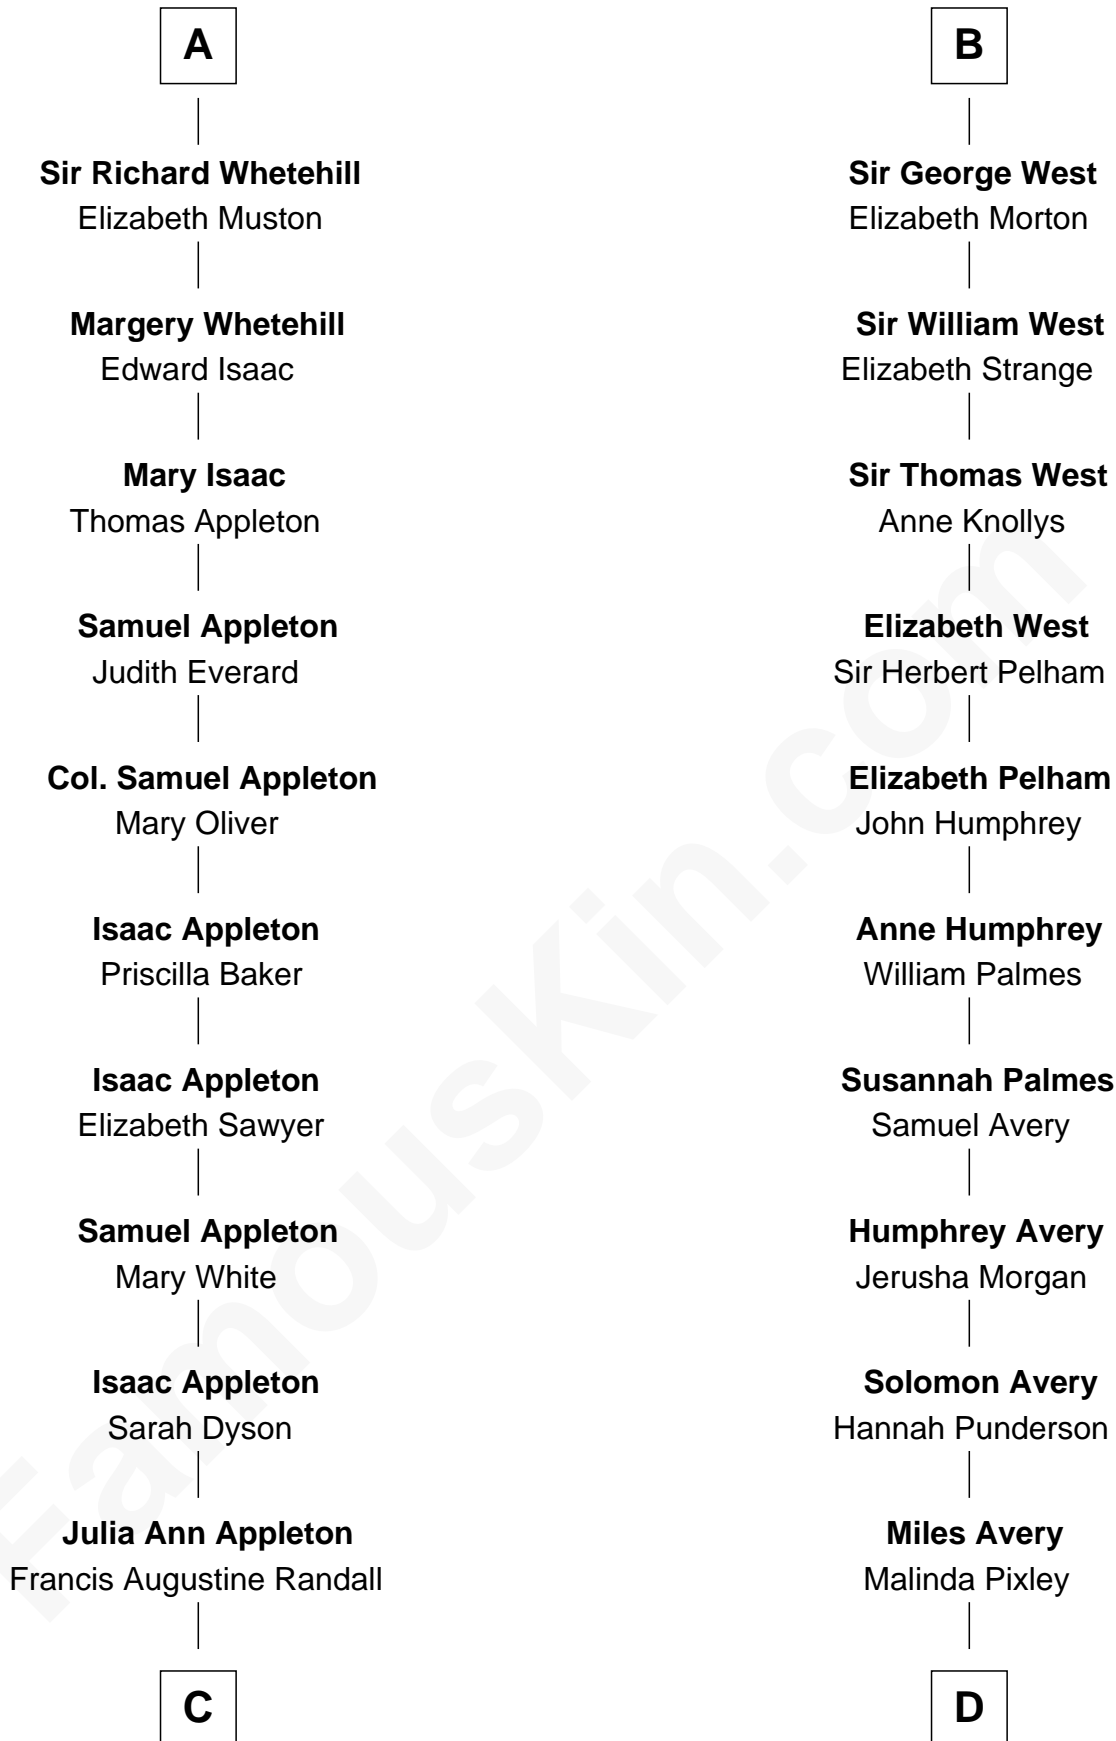 A
Sir Richard Whetehill
Elizabeth Muston
Margery Whetehill
Edward Isaac
Mary Isaac
Thomas Appleton
Samuel Appleton
Judith Everard
Col. Samuel Appleton
Mary Oliver
Isaac Appleton
Priscilla Baker
Isaac Appleton
Elizabeth Sawyer
Samuel Appleton
Mary White
Isaac Appleton
Sarah Dyson
Julia Ann Appleton
Francis Augustine Randall
C
B
Sir George West
Elizabeth Morton
Sir William West
Elizabeth Strange
Sir Thomas West
Anne Knollys
Elizabeth West
Sir Herbert Pelham
Elizabeth Pelham
John Humphrey
Anne Humphrey
William Palmes
Susannah Palmes
Samuel Avery
Humphrey Avery
Jerusha Morgan
Solomon Avery
Hannah Punderson
Miles Avery
Malinda Pixley
D
FamousKin.com